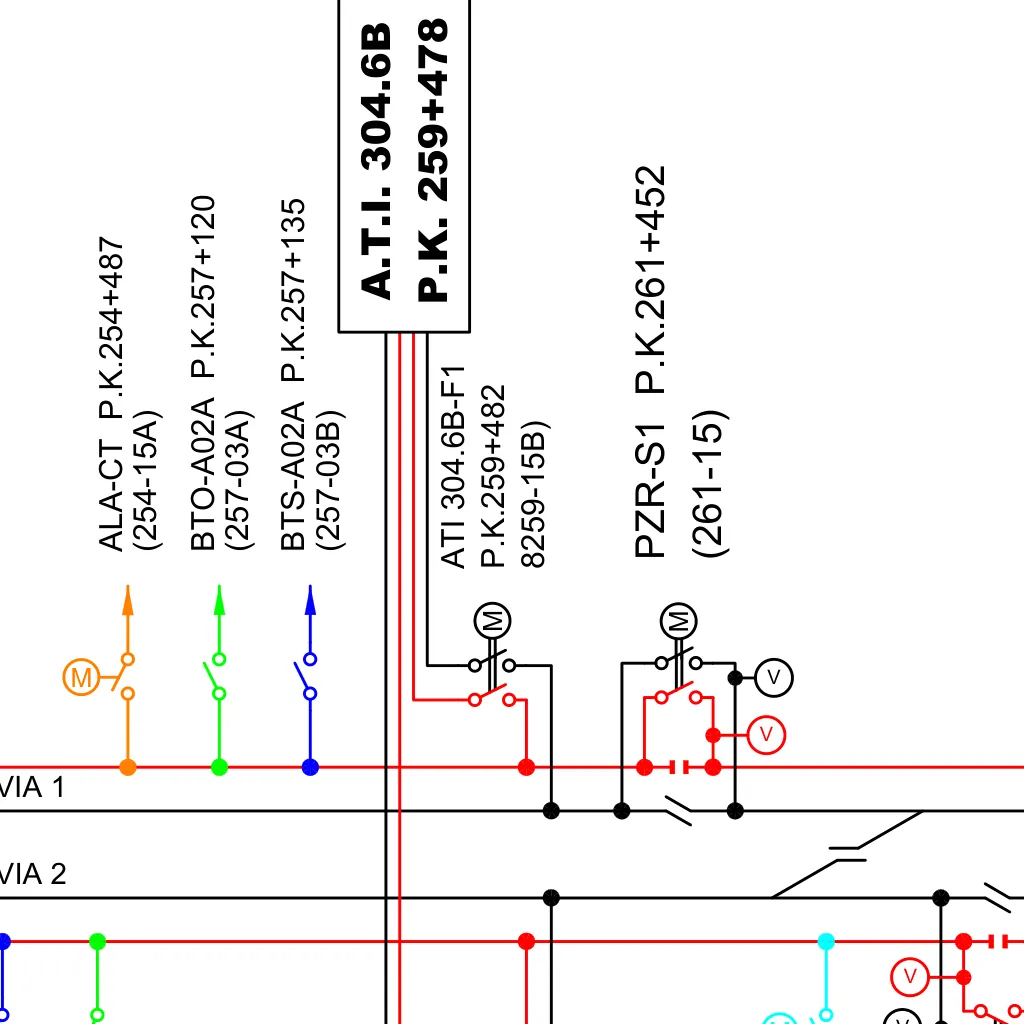 ALA-CT P.K.254+487
(254-15A)
BTO-A02A P.K.257+120
(257-03A)
BTS-A02A P.K.257+135
(257-03B)
A.T.I. 304.6B
P.K. 259+478
ATI 304.6B-F1
P.K.259+482
8259-15B)
PZR-S1 P.K.261+452
(261-15)
M
M
M
V
V
VIA 1
VIA 2
V
V
M